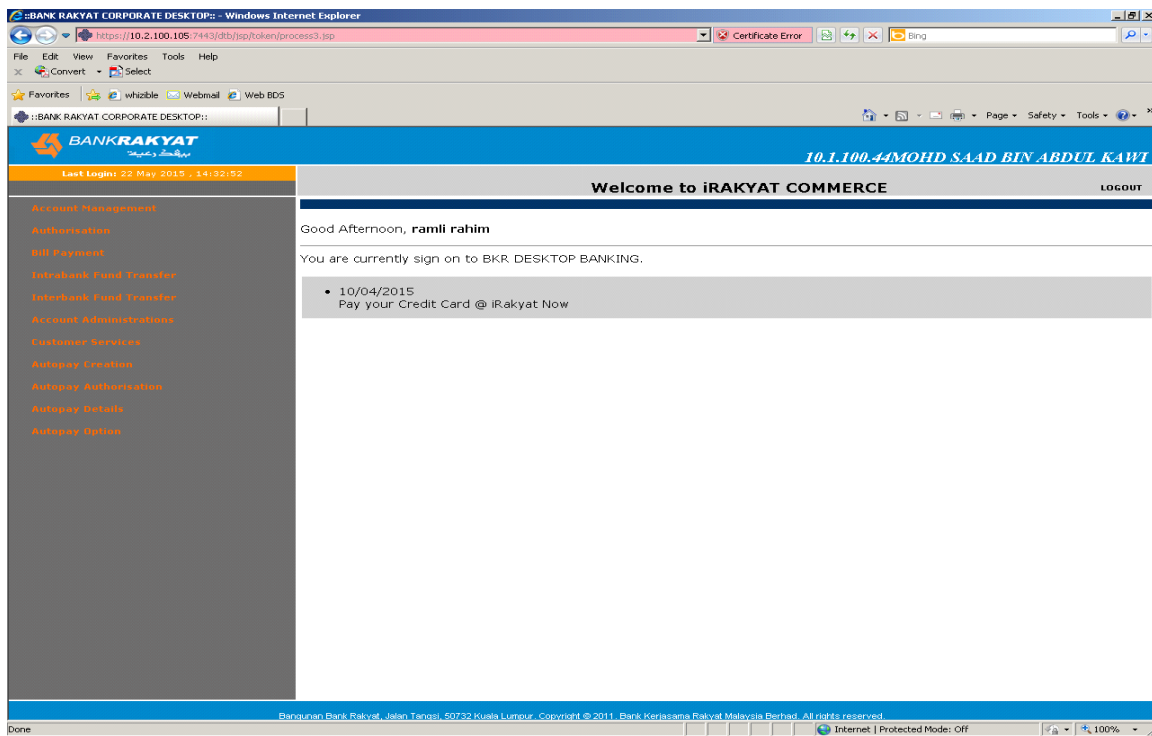 ::BANK RAKYAT CORPORATE DESKTOP:: - Windows Internet Explorer
https://10.2.100.105:7443/dtb/jsp/token/process3.jsp
Certificate Error
Bing
File Edit View Favorites Tools Help
x Convert Select
Favorites whizible Webmail Web BDS
::BANK RAKYAT CORPORATE DESKTOP::
Page Safety Tools
BANKRAKYAT
10.1.100.44MOHD SAAD BIN ABDUL KAWI
Last Login: 22 May 2015 , 14:32:52
Welcome to iRAKYAT COMMERCE
LOGOUT
Account Management
Authorisation
Bill Payment
Intrabank Fund Transfer
Interbank Fund Transfer
Account Administrations
Customer Services
Autopay Creation
Autopay Authorisation
Autopay Details
Autopay Option
Good Afternoon, ramli rahim
You are currently sign on to BKR DESKTOP BANKING.
• 10/04/2015
Pay your Credit Card @ iRakyat Now
Bangunan Bank Rakyat, Jalan Tangsi, 50732 Kuala Lumpur. Copyright © 2011. Bank Kerjasama Rakyat Malaysia Berhad. All rights reserved.
Done
Internet | Protected Mode: Off
100%